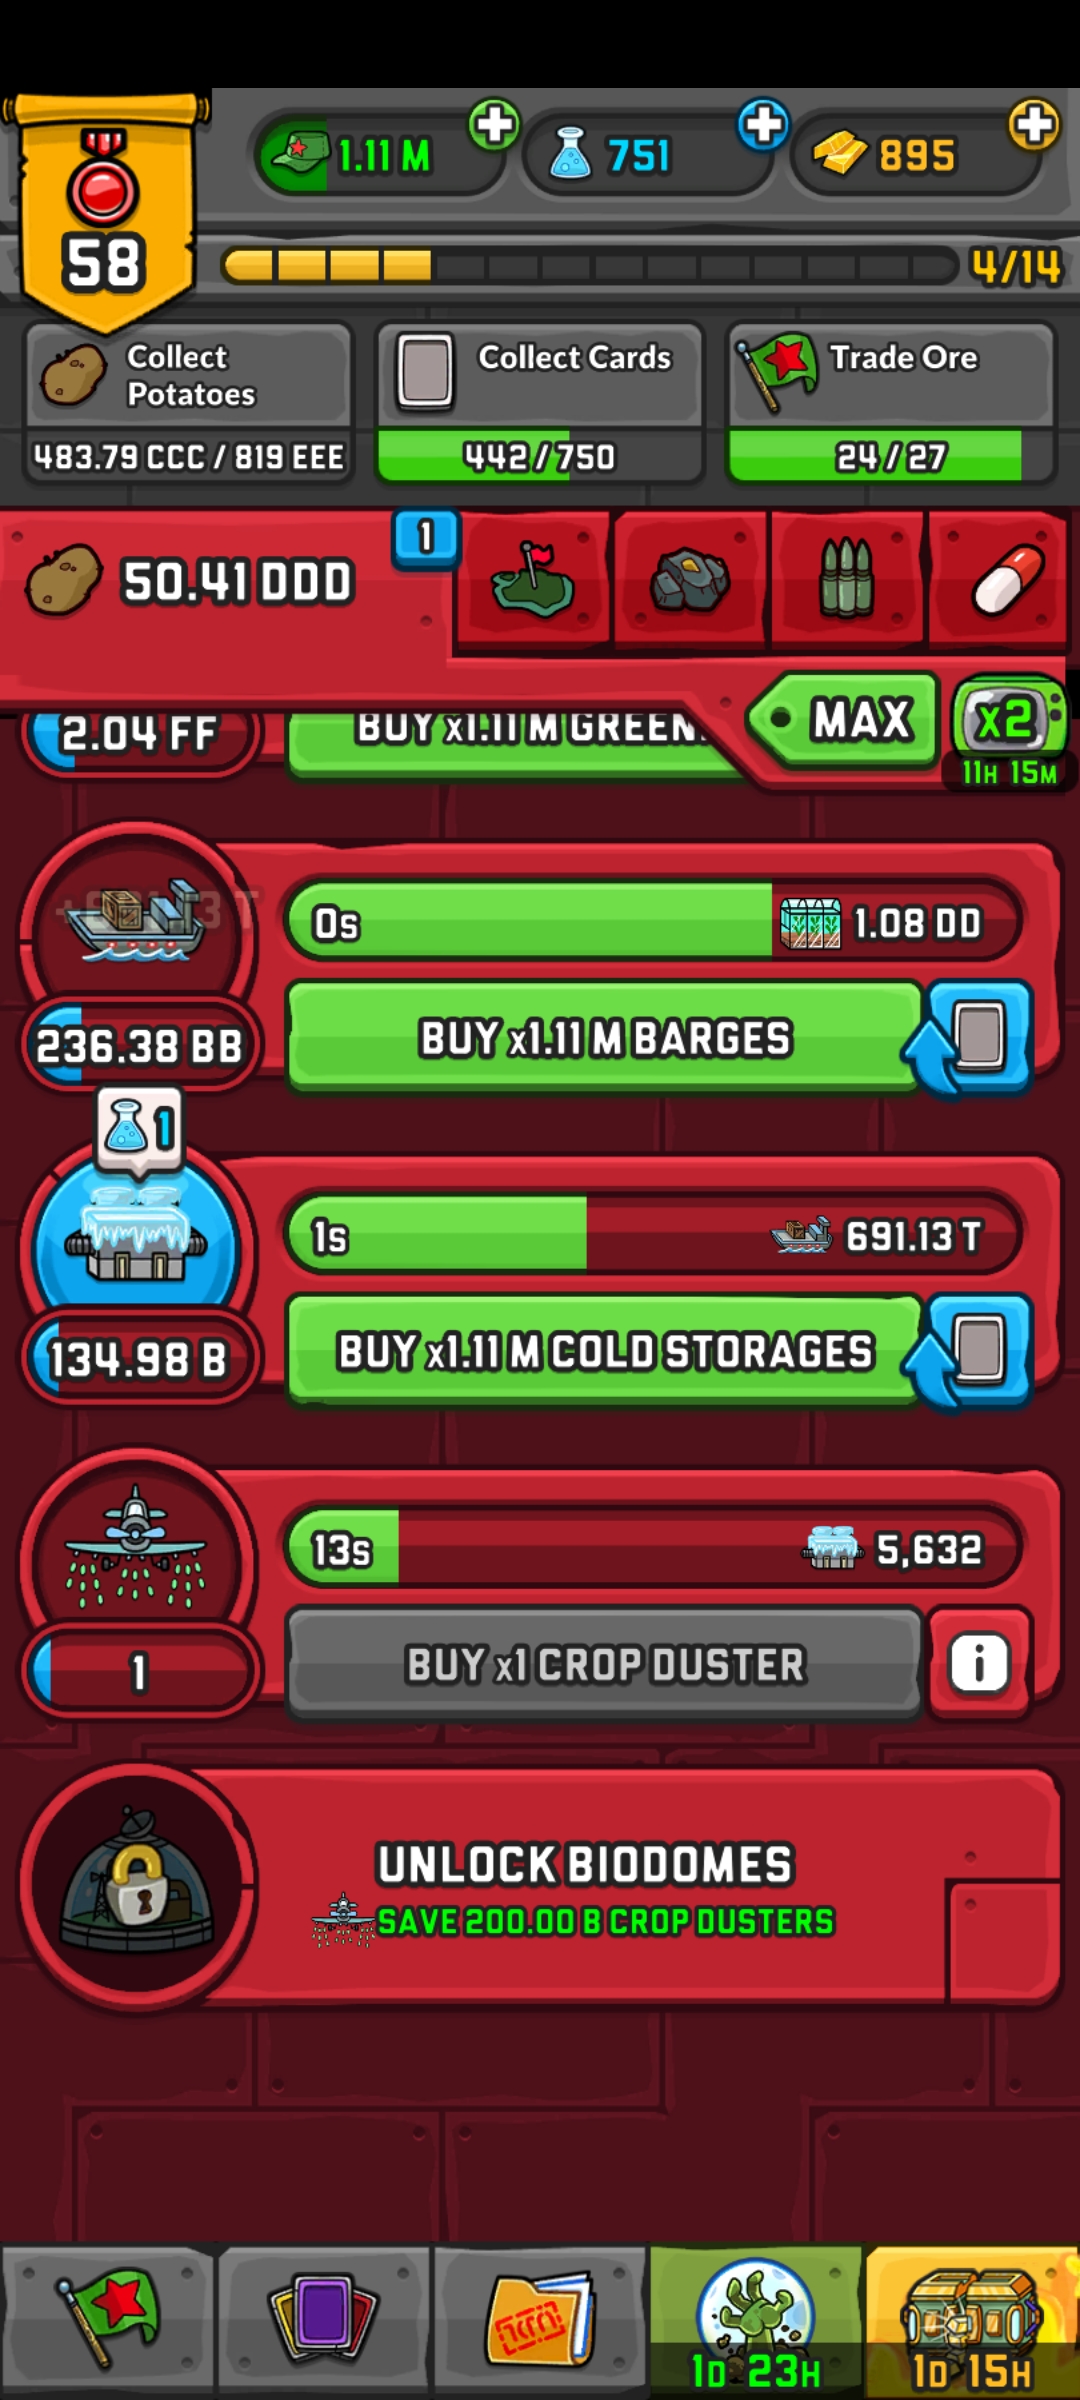 1.11 M
751
895
58
4/14
Collect
Potatoes
483.79 CCC / 819 EEE
Collect Cards
442/750
Trade Ore
24/27
50.41 DDD
1
MAX
x2
11H 15M
2.04 FF
BUY x1.11 M GREEN
0s
1.08 DD
236.38 BB
BUY x1.11 M BARGES
1
1s
691.13 T
134.98 B
BUY x1.11 M COLD STORAGES
13s
5,632
1
BUY x1 CROP DUSTER
i
UNLOCK BIODOMES
SAVE 200.00 B CROP DUSTERS
1D 23H
1D 15H